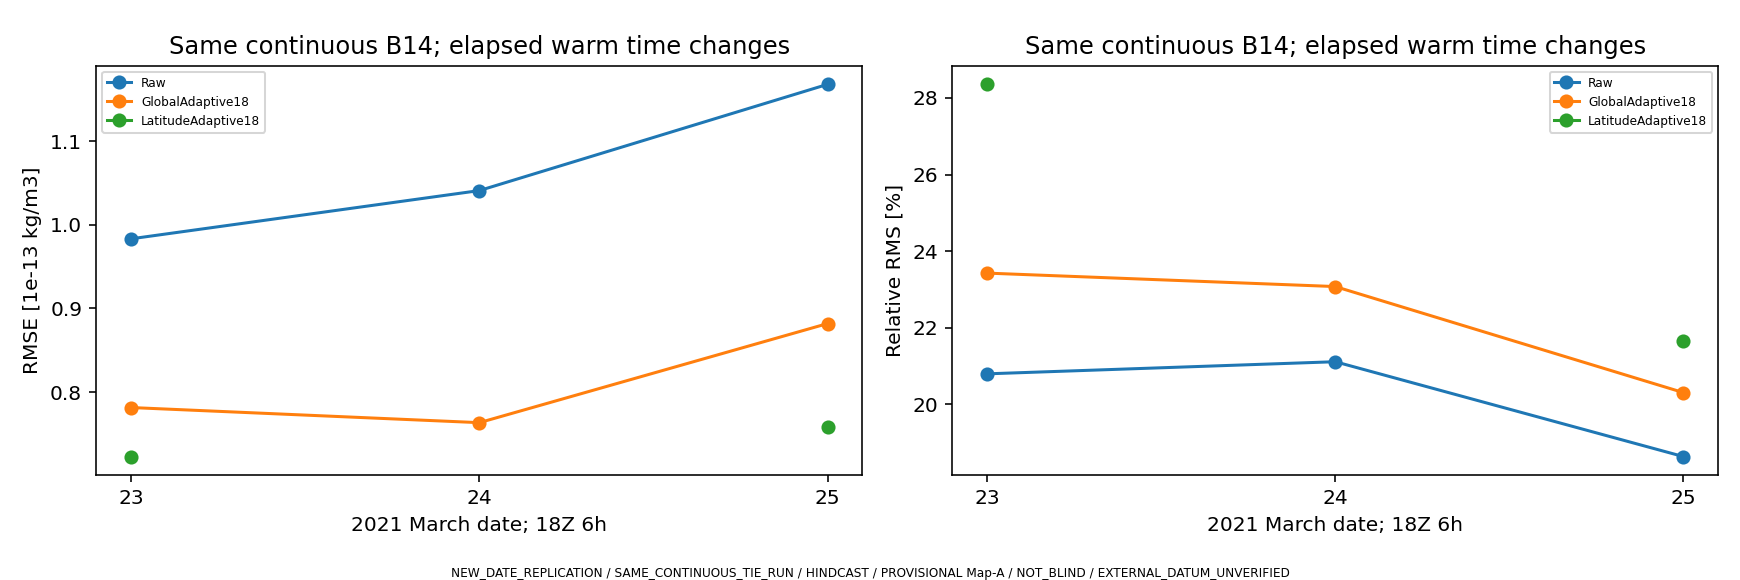 Same continuous B14; elapsed warm time changes
Raw
GlobalAdaptive18
LatitudeAdaptive18
RMSE [1e-13 kg/m3]
1.1
1.0
0.9
0.8
23 24 25
2021 March date; 18Z 6h
Same continuous B14; elapsed warm time changes
Raw
GlobalAdaptive18
LatitudeAdaptive18
Relative RMS [%]
28
26
24
22
20
23 24 25
2021 March date; 18Z 6h
NEW_DATE_REPLICATION / SAME_CONTINUOUS_TIE_RUN / HINDCAST / PROVISIONAL Map-A / NOT_BLIND / EXTERNAL_DATUM_UNVERIFIED